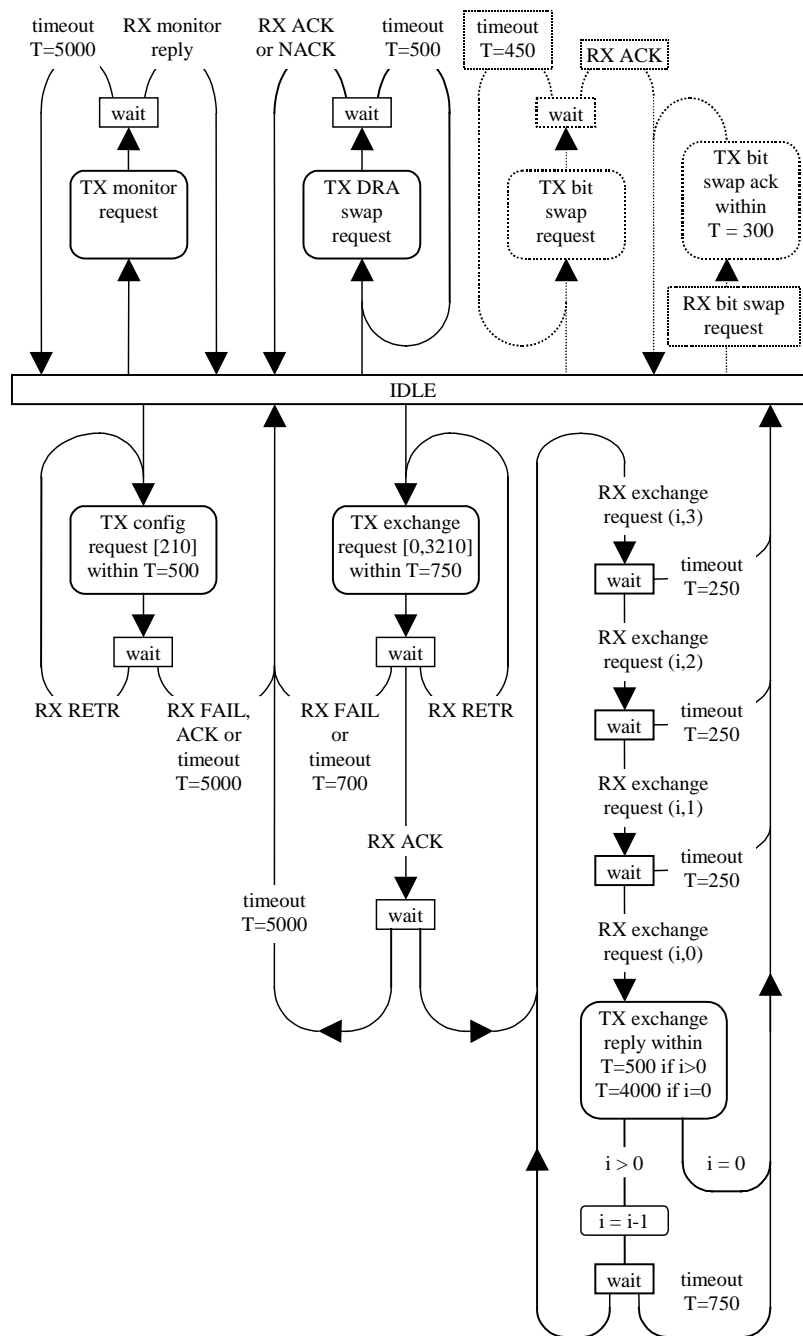 timeout
T=5000
RX monitor
reply
wait
TX monitor
request
RX ACK
or NACK
timeout
T=500
wait
TX DRA
swap
request
timeout
T=450
RX ACK
wait
TX bit
swap
request
TX bit
swap ack
within
T = 300
RX bit swap
request
IDLE
TX config
request [210]
within T=500
wait
RX RETR
RX FAIL,
ACK or
timeout
T=5000
TX exchange
request [0,3210]
within T=750
wait
RX FAIL
or
timeout
T=700
RX RETR
RX ACK
wait
timeout
T=5000
RX exchange
request (i,3)
wait
timeout
T=250
RX exchange
request (i,2)
wait
timeout
T=250
RX exchange
request (i,1)
wait
timeout
T=250
RX exchange
request (i,0)
TX exchange
reply within
T=500 if i>0
T=4000 if i=0
i > 0
i = 0
i = i-1
wait
timeout
T=750